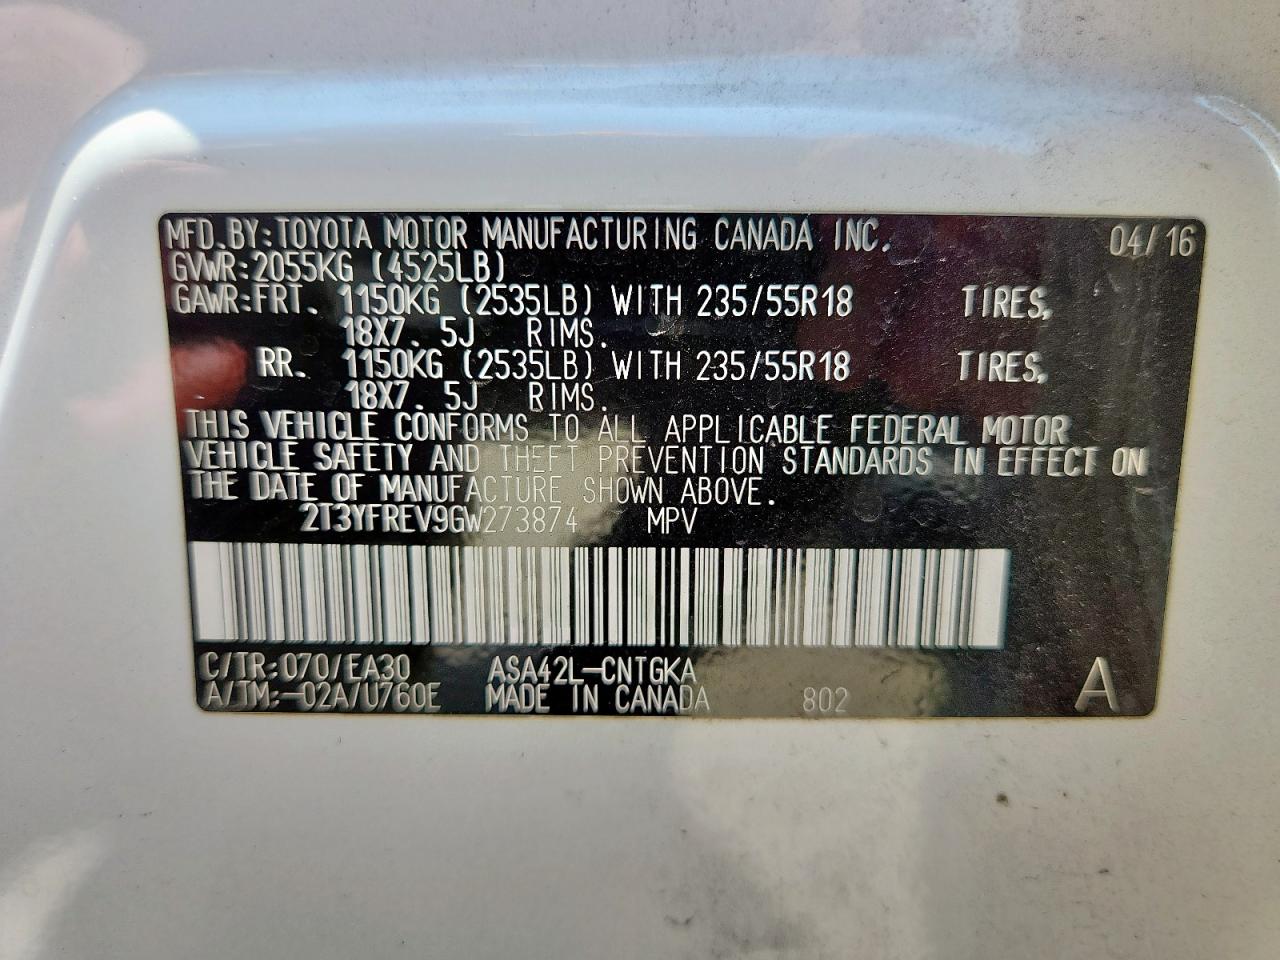 MFD.BY:TOYOTA MOTOR MANUFACTURING CANADA INC. 04/16
GVWR:2055KG (4525LB)
GAWR:FRT. 1150KG (2535LB) WITH 235/55R18 TIRES,
18X7. 5J RIMS.
RR. 1150KG (2535LB) WITH 235/55R18 TIRES,
18X7. 5J RIMS.
THIS VEHICLE CONFORMS TO ALL APPLICABLE FEDERAL MOTOR
VEHICLE SAFETY AND THEFT PREVENTION STANDARDS IN EFFECT ON
THE DATE OF MANUFACTURE SHOWN ABOVE.
2T3YFREV9GW273874 MPV
C/TR:070/EA30 ASA42L-CNTGKA
A/TM:-02A/U760E MADE IN CANADA 802 A